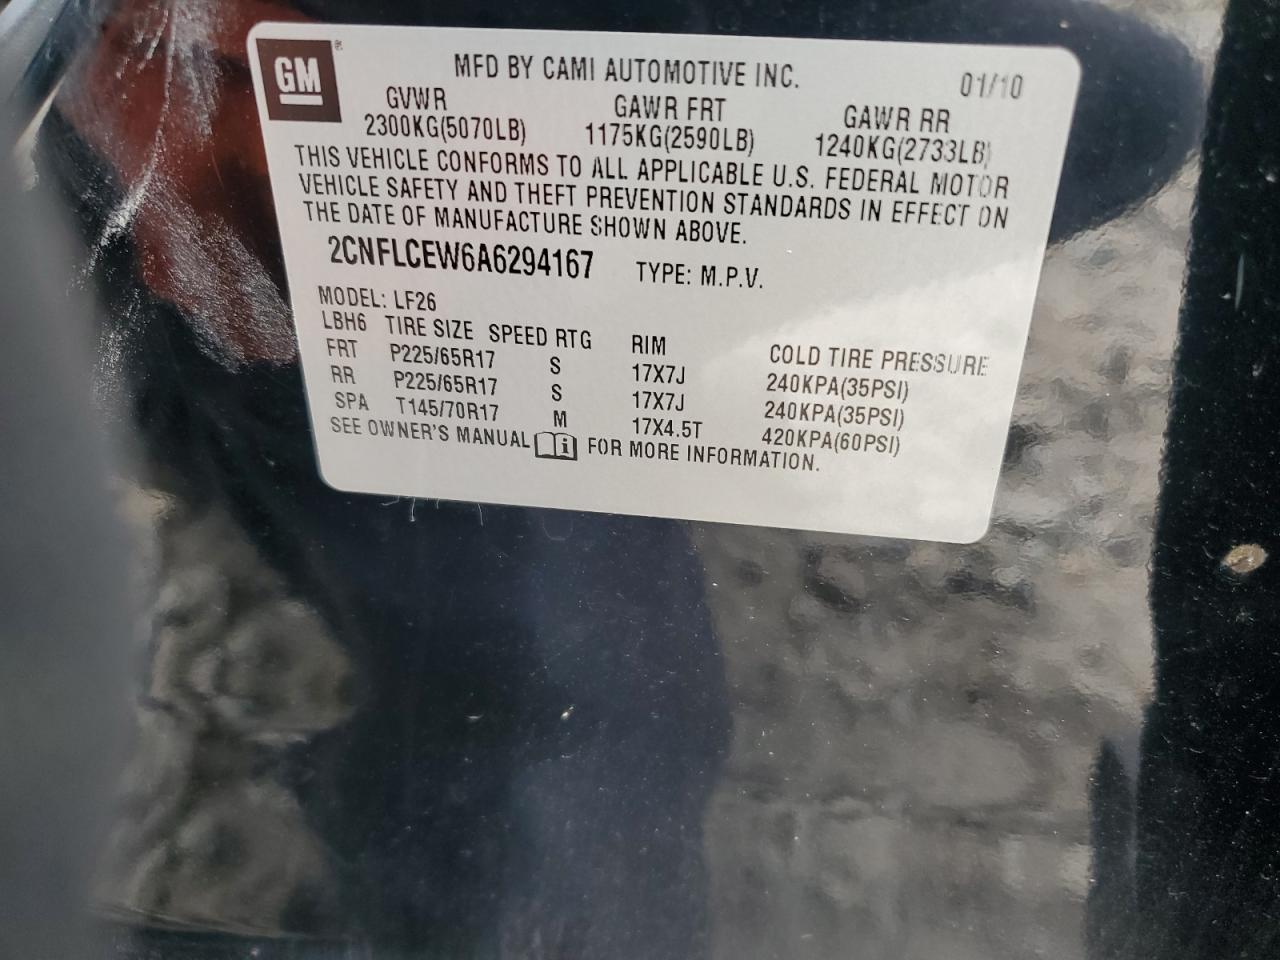 GM ®
MFD BY CAMI AUTOMOTIVE INC. 01/10
GVWR GAWR FRT GAWR RR
2300KG(5070LB) 1175KG(2590LB) 1240KG(2733LB)
THIS VEHICLE CONFORMS TO ALL APPLICABLE U.S. FEDERAL MOTOR
VEHICLE SAFETY AND THEFT PREVENTION STANDARDS IN EFFECT ON
THE DATE OF MANUFACTURE SHOWN ABOVE.
2CNFLCEW6A6294167 TYPE: M.P.V.
MODEL: LF26
LBH6 TIRE SIZE SPEED RTG RIM COLD TIRE PRESSURE
FRT P225/65R17 S 17X7J 240KPA(35PSI)
RR P225/65R17 S 17X7J 240KPA(35PSI)
SPA T145/70R17 M 17X4.5T 420KPA(60PSI)
SEE OWNER'S MANUAL i FOR MORE INFORMATION.